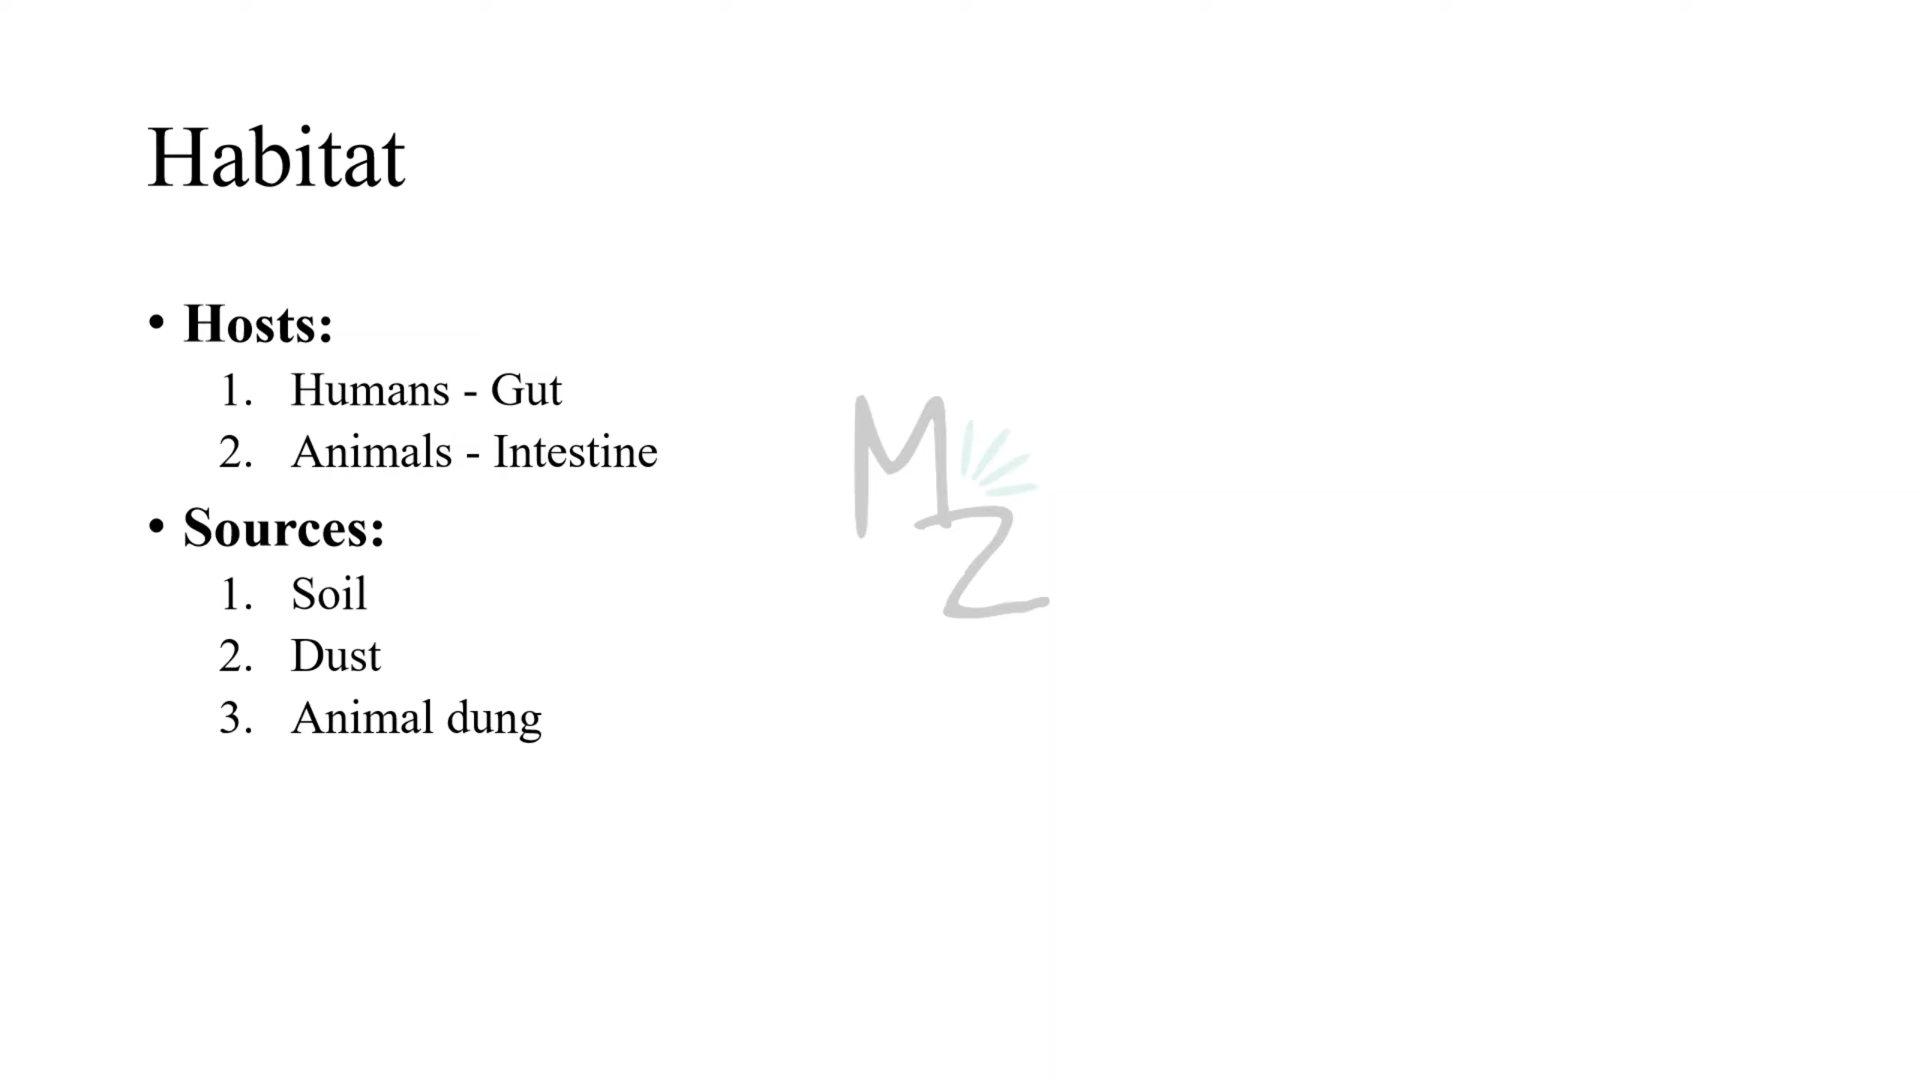 Habitat
• Hosts:
1. Humans - Gut
2. Animals - Intestine
• Sources:
1. Soil
2. Dust
3. Animal dung
MZ